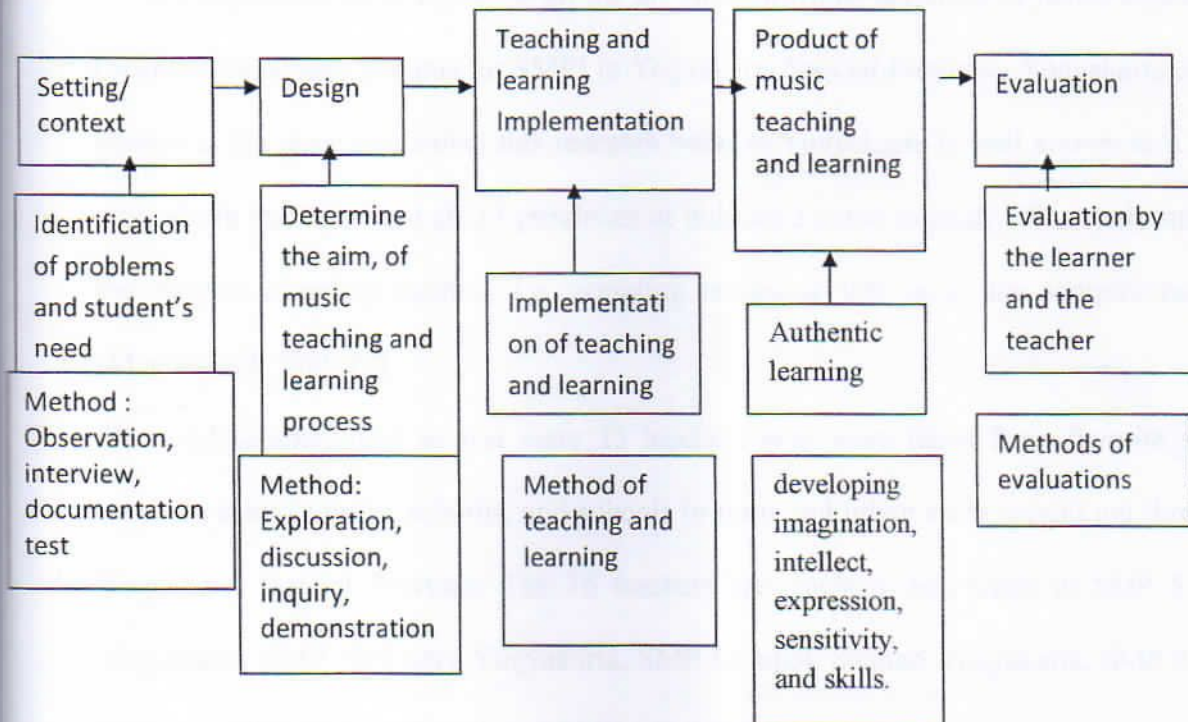 Setting/
context
Design
Teaching and
learning
Implementation
Product of
music
teaching
and learning
Evaluation
Identification
of problems
and student's
need
Determine
the aim, of
music
teaching and
learning
process
Implementati
on of teaching
and learning
Authentic
learning
Evaluation by
the learner
and the
teacher
Method :
Observation,
interview,
documentation
test
Method:
Exploration,
discussion,
inquiry,
demonstration
Method of
teaching and
learning
developing
imagination,
intellect,
expression,
sensitivity,
and skills.
Methods of
evaluations